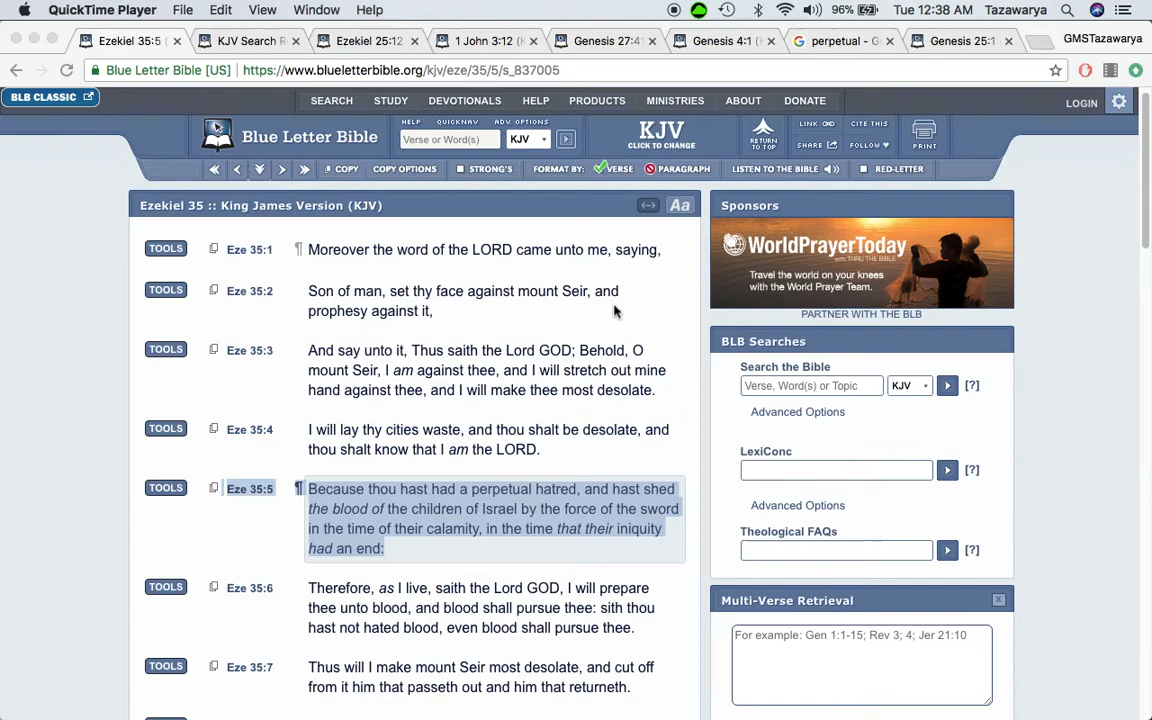 QuickTime Player File Edit View Window Help 96% Tue 12:38 AM Tazawarya
Ezekiel 35:5 ( KJV Search Re Ezekiel 25:12 1 John 3:12 (K Genesis 27:41 Genesis 4:1 (K perpetual - Go Genesis 25:1 GMSTazawarya
Blue Letter Bible [US] https://www.blueletterbible.org/kjv/eze/35/5/s_837005
BLB CLASSIC
SEARCH STUDY DEVOTIONALS HELP PRODUCTS MINISTRIES ABOUT DONATE LOGIN
Blue Letter Bible
HELP QUICKNAV ADV. OPTIONS
Verse or Word(s) KJV
KJV
CLICK TO CHANGE
RETURN
TO TOP
LINK CITE THIS
SHARE FOLLOW
PRINT
COPY COPY OPTIONS STRONG'S FORMAT BY: VERSE PARAGRAPH LISTEN TO THE BIBLE RED-LETTER
Ezekiel 35 :: King James Version (KJV) Aa
TOOLS Eze 35:1 ¶ Moreover the word of the LORD came unto me, saying,
TOOLS Eze 35:2 Son of man, set thy face against mount Seir, and
prophesy against it,
TOOLS Eze 35:3 And say unto it, Thus saith the Lord GOD; Behold, O
mount Seir, I am against thee, and I will stretch out mine
hand against thee, and I will make thee most desolate.
TOOLS Eze 35:4 I will lay thy cities waste, and thou shalt be desolate, and
thou shalt know that I am the LORD.
TOOLS Eze 35:5 ¶ Because thou hast had a perpetual hatred, and hast shed
the blood of the children of Israel by the force of the sword
in the time of their calamity, in the time that their iniquity
had an end:
TOOLS Eze 35:6 Therefore, as I live, saith the Lord GOD, I will prepare
thee unto blood, and blood shall pursue thee: sith thou
hast not hated blood, even blood shall pursue thee.
TOOLS Eze 35:7 Thus will I make mount Seir most desolate, and cut off
from it him that passeth out and him that returneth.
Sponsors
WorldPrayerToday
with THRU THE BIBLE
Travel the world on your knees
with the World Prayer Team.
PARTNER WITH THE BLB
BLB Searches
Search the Bible
Verse, Word(s) or Topic KJV [?]
Advanced Options
LexiConc
[?]
Advanced Options
Theological FAQs
[?]
Multi-Verse Retrieval x
For example: Gen 1:1-15; Rev 3; 4; Jer 21:10